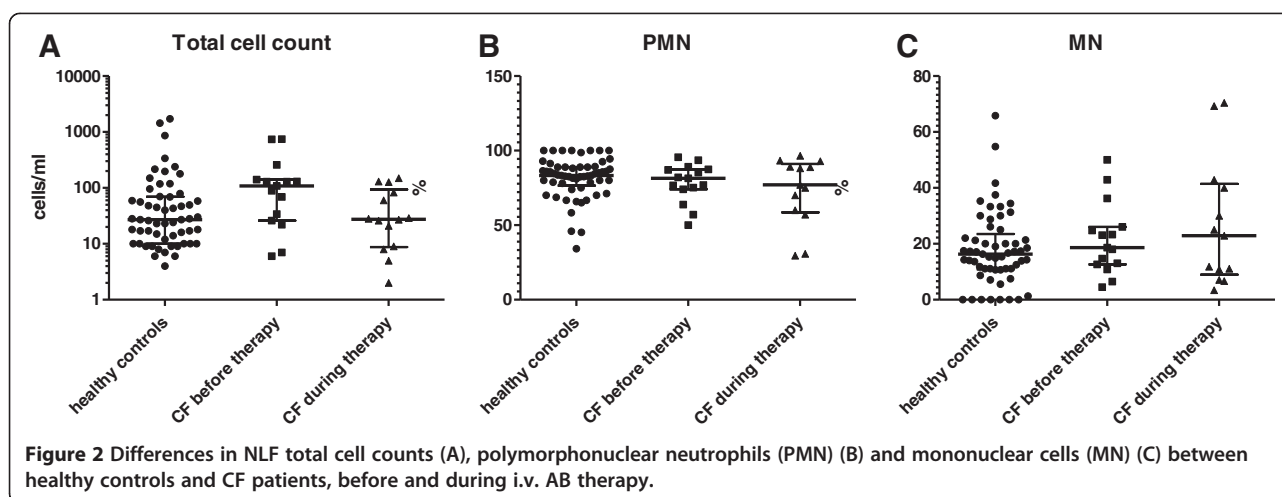 A Total cell count
10000
1000
100
10
1
cells/ml
%
healthy controls
CF before therapy
CF during therapy
B PMN
150
100
50
0
%
healthy controls
CF before therapy
CF during therapy
C MN
80
60
40
20
0
healthy controls
CF before therapy
CF during therapy
Figure 2 Differences in NLF total cell counts (A), polymorphonuclear neutrophils (PMN) (B) and mononuclear cells (MN) (C) between
healthy controls and CF patients, before and during i.v. AB therapy.